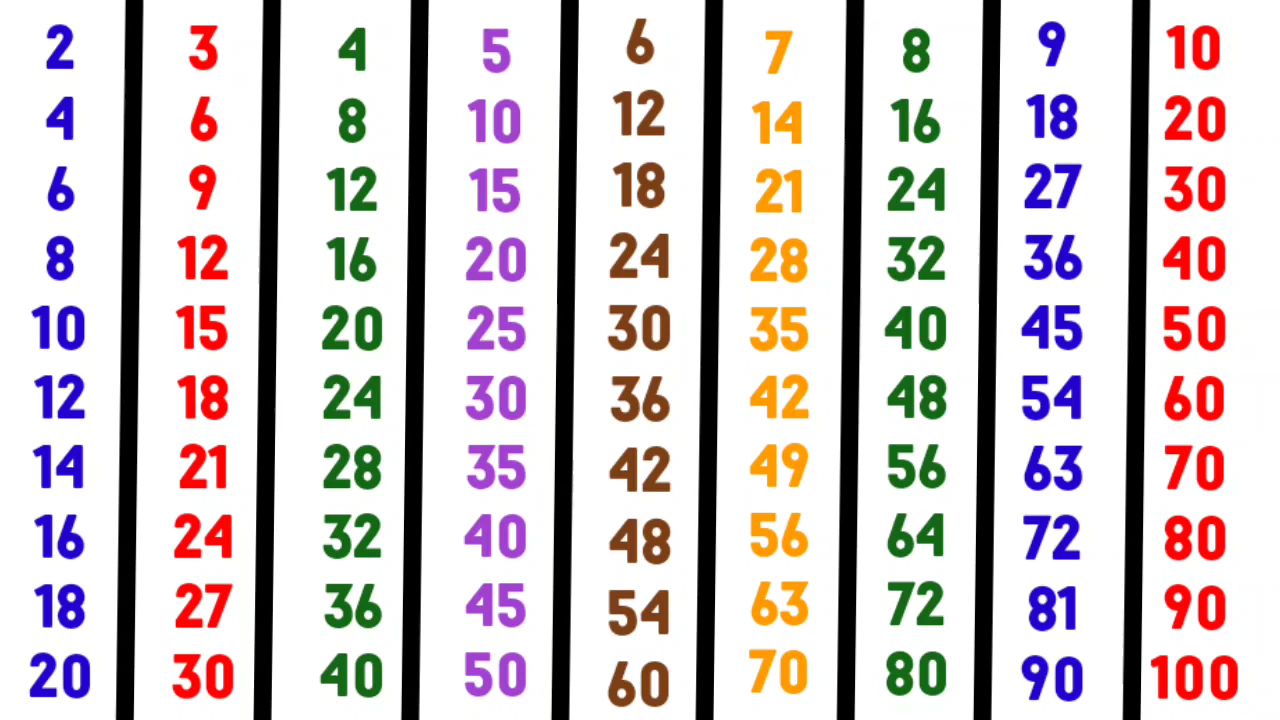 2 3 4 5 6 7 8 9 10
4 6 8 10 12 14 16 18 20
6 9 12 15 18 21 24 27 30
8 12 16 20 24 28 32 36 40
10 15 20 25 30 35 40 45 50
12 18 24 30 36 42 48 54 60
14 21 28 35 42 49 56 63 70
16 24 32 40 48 56 64 72 80
18 27 36 45 54 63 72 81 90
20 30 40 50 60 70 80 90 100